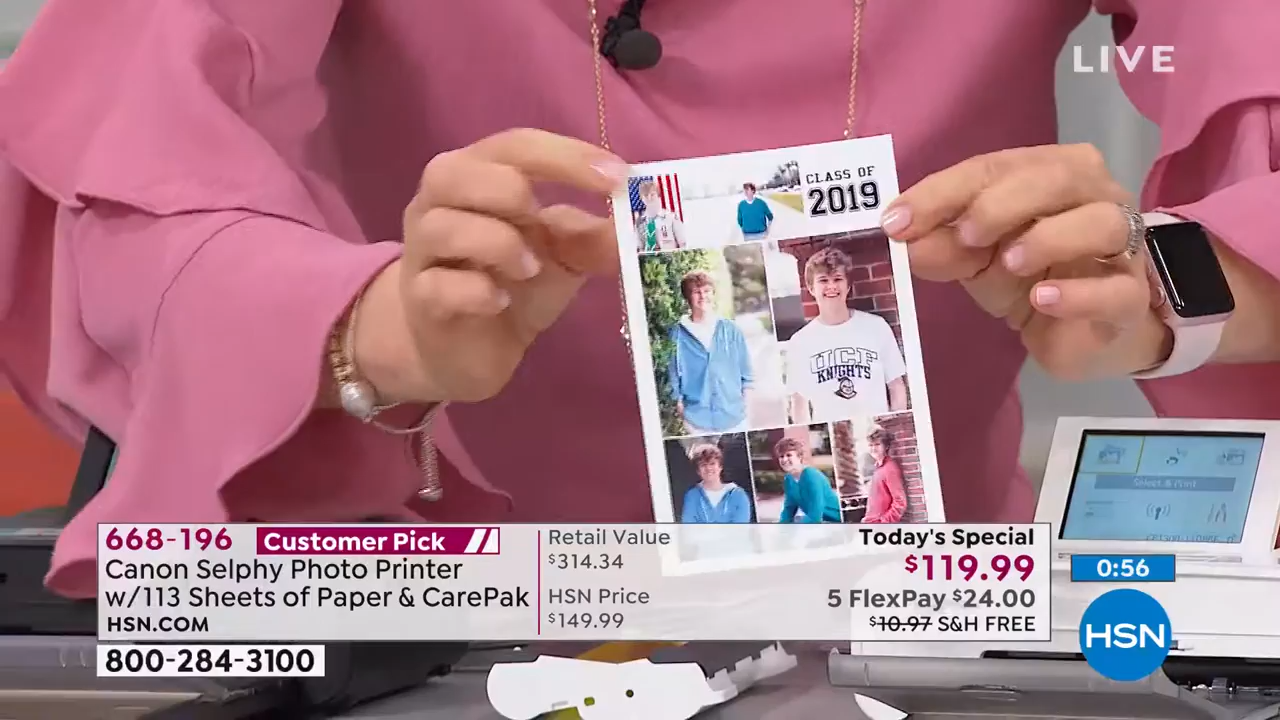 LIVE
CLASS OF
2019
UCF
KNIGHTS
Select & Print
668-196 Customer Pick
Canon Selphy Photo Printer
w/113 Sheets of Paper & CarePak
HSN.COM
800-284-3100
Retail Value
$314.34
HSN Price
$149.99
Today's Special
$119.99
5 FlexPay $24.00
$10.97 S&H FREE
0:56
HSN